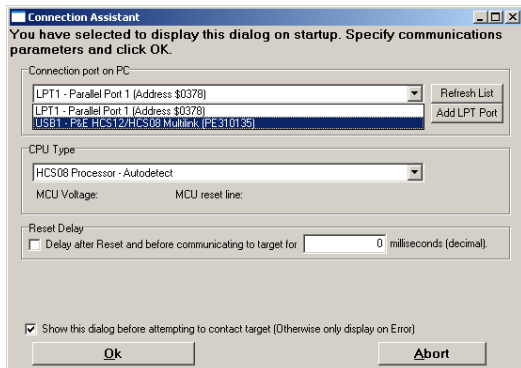 Connection Assistant
You have selected to display this dialog on startup. Specify communications
parameters and click OK.
Connection port on PC
LPT1 - Parallel Port 1 (Address $0378)
Refresh List
LPT1 - Parallel Port 1 (Address $0378)
USB1 - P&E HCS12/HCS08 Multilink (PE310135)
Add LPT Port
CPU Type
HCS08 Processor - Autodetect
MCU Voltage: MCU reset line:
Reset Delay
Delay after Reset and before communicating to target for 0 milliseconds (decimal).
Show this dialog before attempting to contact target (Otherwise only display on Error)
Ok Abort